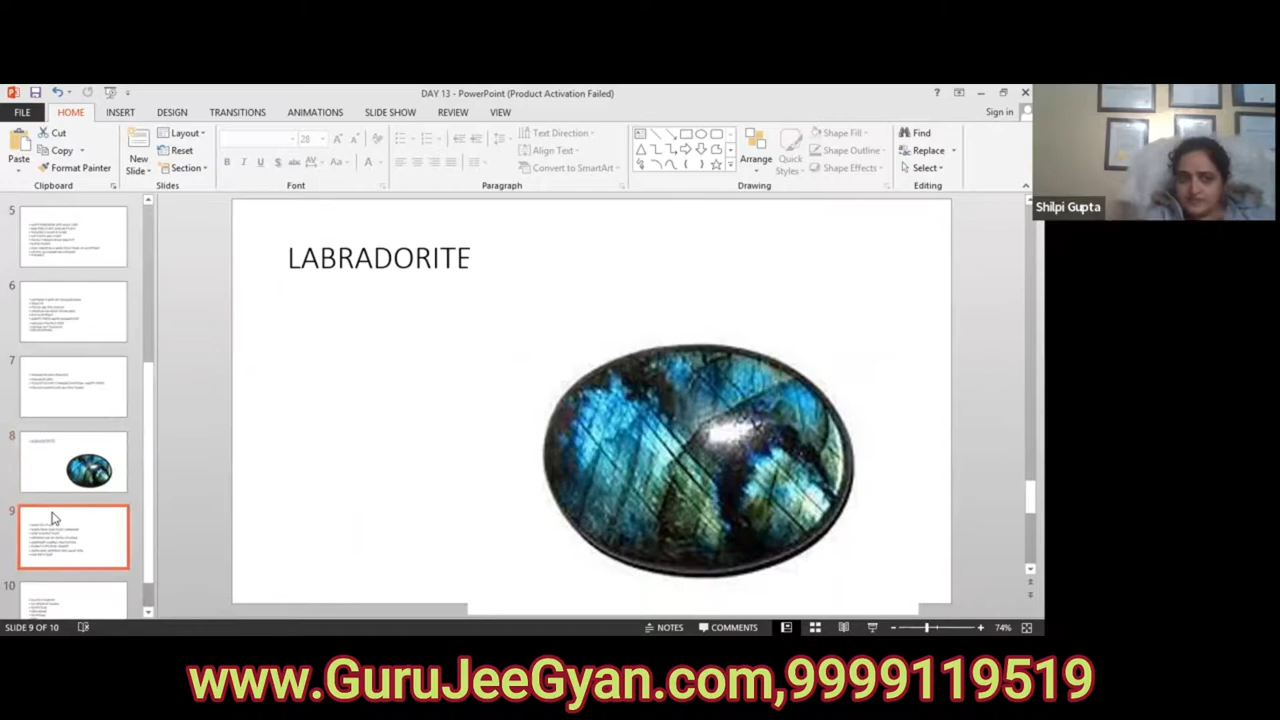 DAY 13 - PowerPoint (Product Activation Failed)
FILE HOME INSERT DESIGN TRANSITIONS ANIMATIONS SLIDE SHOW REVIEW VIEW Sign in
Paste
Cut
Copy
Format Painter
Clipboard
New Slide
Layout
Reset
Section
Slides
28
Font
Text Direction
Align Text
Convert to SmartArt
Paragraph
Arrange
Quick Styles
Shape Fill
Shape Outline
Shape Effects
Drawing
Find
Replace
Select
Editing
Shilpi Gupta
5
6
7
8
LABRADORITE
9
10
LABRADORITE
SLIDE 9 OF 10
NOTES COMMENTS 74%
www.GuruJeeGyan.com,9999119519